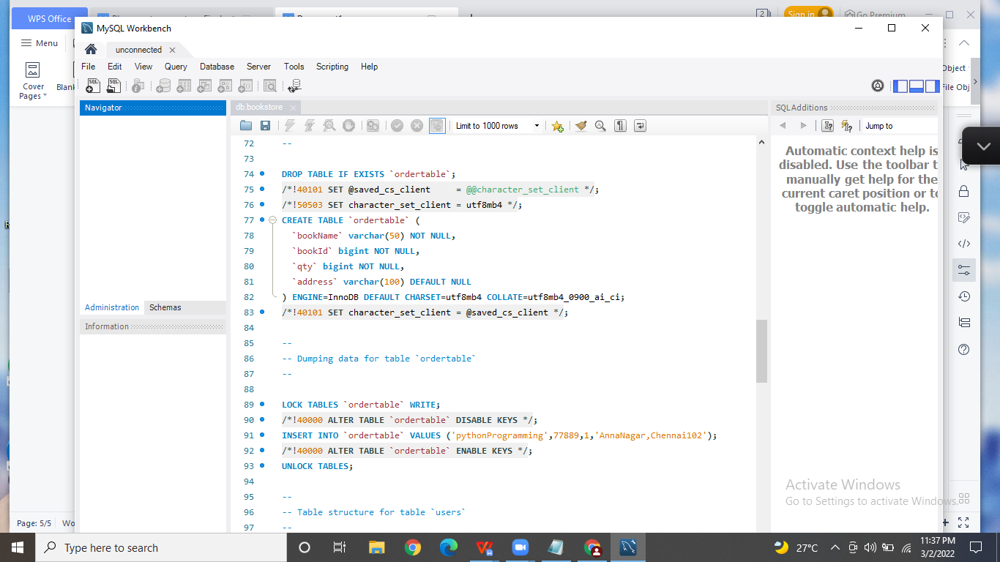 WPS Office
2
Sign in
Go Premium
MySQL Workbench
Menu
unconnected
File Edit View Query Database Server Tools Scripting Help
Object
File Obj
Cover
Pages
Blank
Navigator
db.bookstore
SQLAdditions
Limit to 1000 rows
Jump to
72 --
73
74 DROP TABLE IF EXISTS `ordertable`;
75 /*!40101 SET @saved_cs_client     = @@character_set_client */;
76 /*!50503 SET character_set_client = utf8mb4 */;
77 CREATE TABLE `ordertable` (
78 `bookName` varchar(50) NOT NULL,
79 `bookId` bigint NOT NULL,
80 `qty` bigint NOT NULL,
81 `address` varchar(100) DEFAULT NULL
82 ) ENGINE=InnoDB DEFAULT CHARSET=utf8mb4 COLLATE=utf8mb4_0900_ai_ci;
83 /*!40101 SET character_set_client = @saved_cs_client */;
84
85 --
86 -- Dumping data for table `ordertable`
87 --
88
89 LOCK TABLES `ordertable` WRITE;
90 /*!40000 ALTER TABLE `ordertable` DISABLE KEYS */;
91 INSERT INTO `ordertable` VALUES ('pythonProgramming',77889,1,'AnnaNagar,Chennai102');
92 /*!40000 ALTER TABLE `ordertable` ENABLE KEYS */;
93 UNLOCK TABLES;
94
95 --
96 -- Table structure for table `users`
97 --
Automatic context help is
disabled. Use the toolbar t
manually get help for the
current caret position or to
toggle automatic help.
Administration Schemas
Information
Activate Windows
Go to Settings to activate Windows.
Page: 5/5 Wo
Type here to search
27°C
11:37 PM
3/2/2022